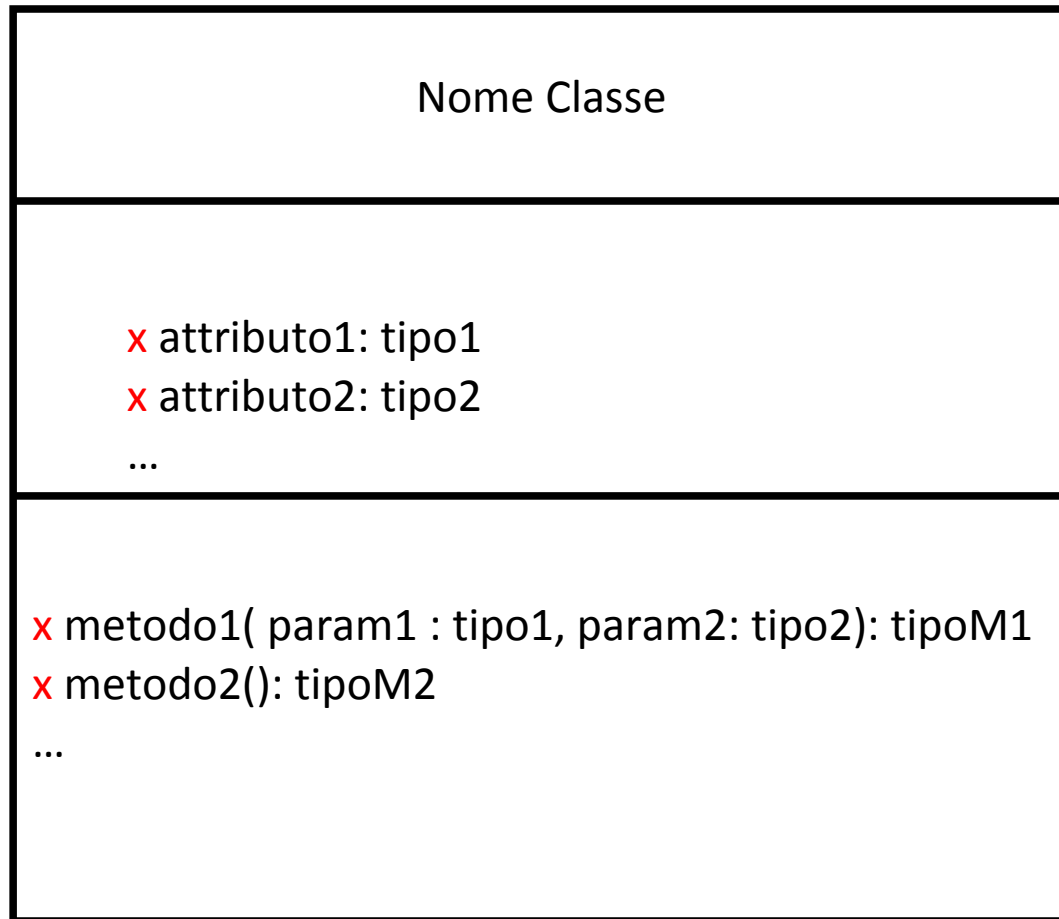 Nome Classe
x attributo1: tipo1
x attributo2: tipo2
…
x metodo1( param1 : tipo1, param2: tipo2): tipoM1
x metodo2(): tipoM2
…